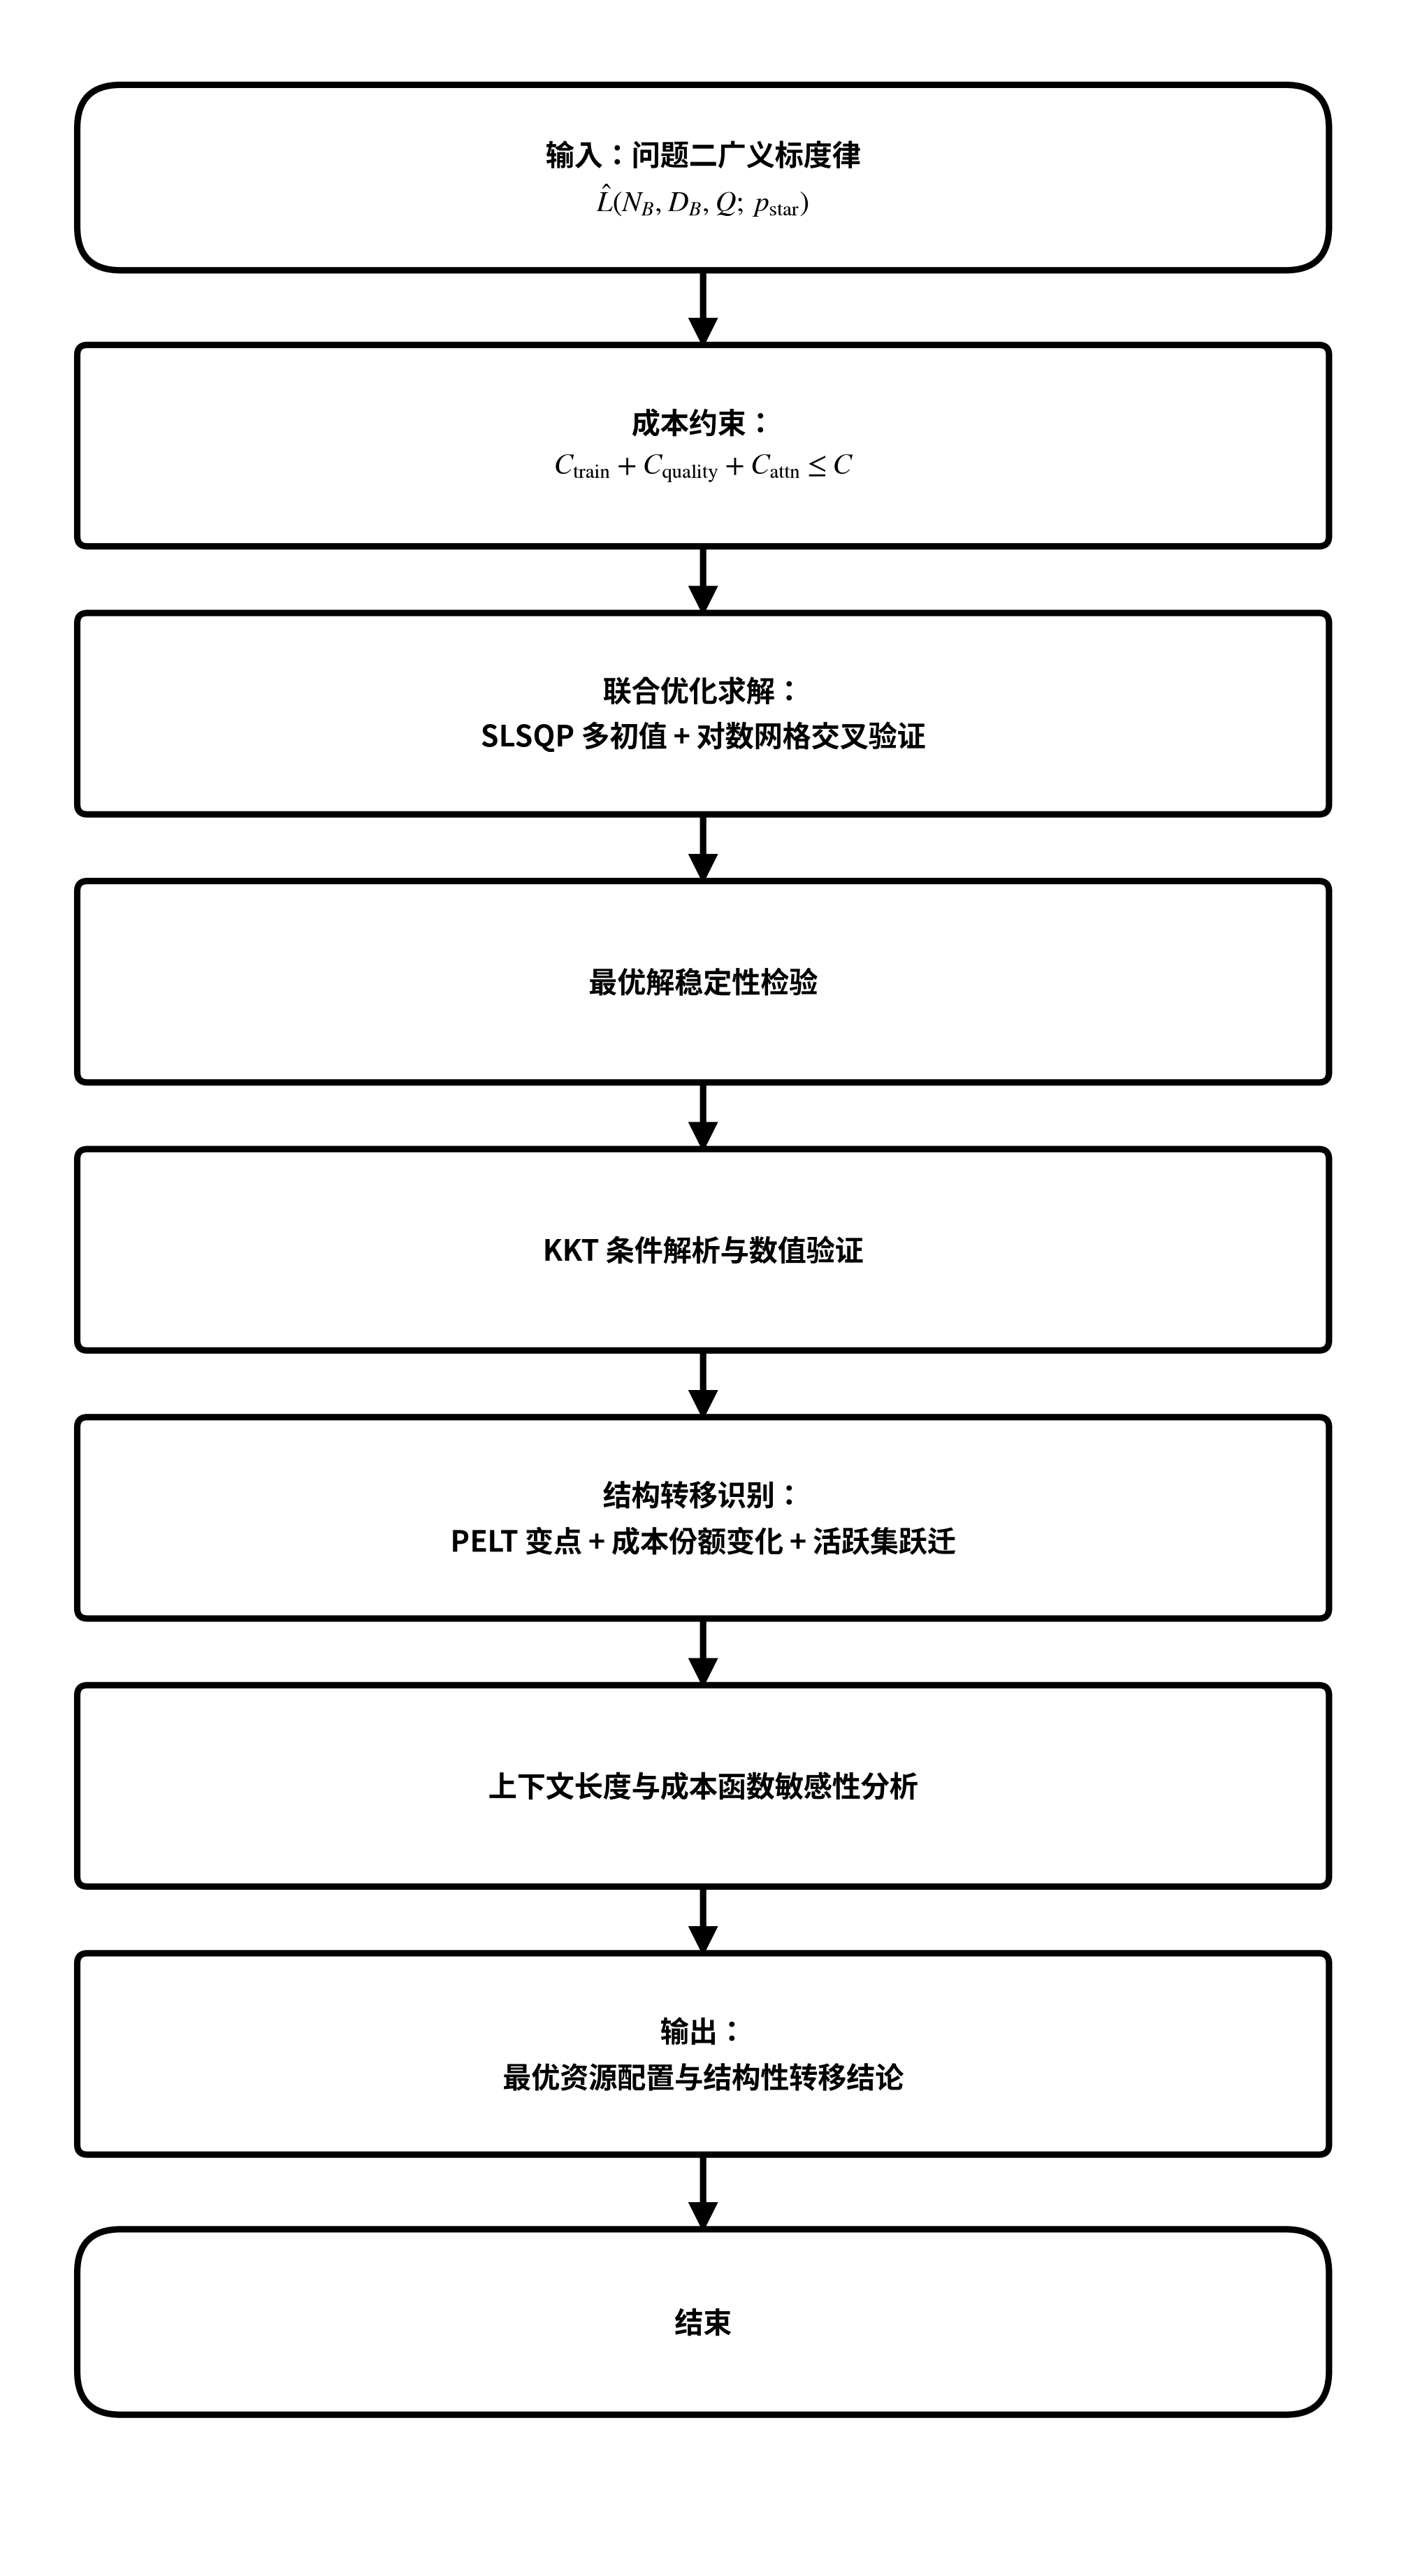 输入：问题二广义标度律
L̂(N_B, D_B, Q; p_star)
成本约束：
C_train + C_quality + C_attn ≤ C
联合优化求解：
SLSQP 多初值 + 对数网格交叉验证
最优解稳定性检验
KKT 条件解析与数值验证
结构转移识别：
PELT 变点 + 成本份额变化 + 活跃集跃迁
上下文长度与成本函数敏感性分析
输出：
最优资源配置与结构性转移结论
结束